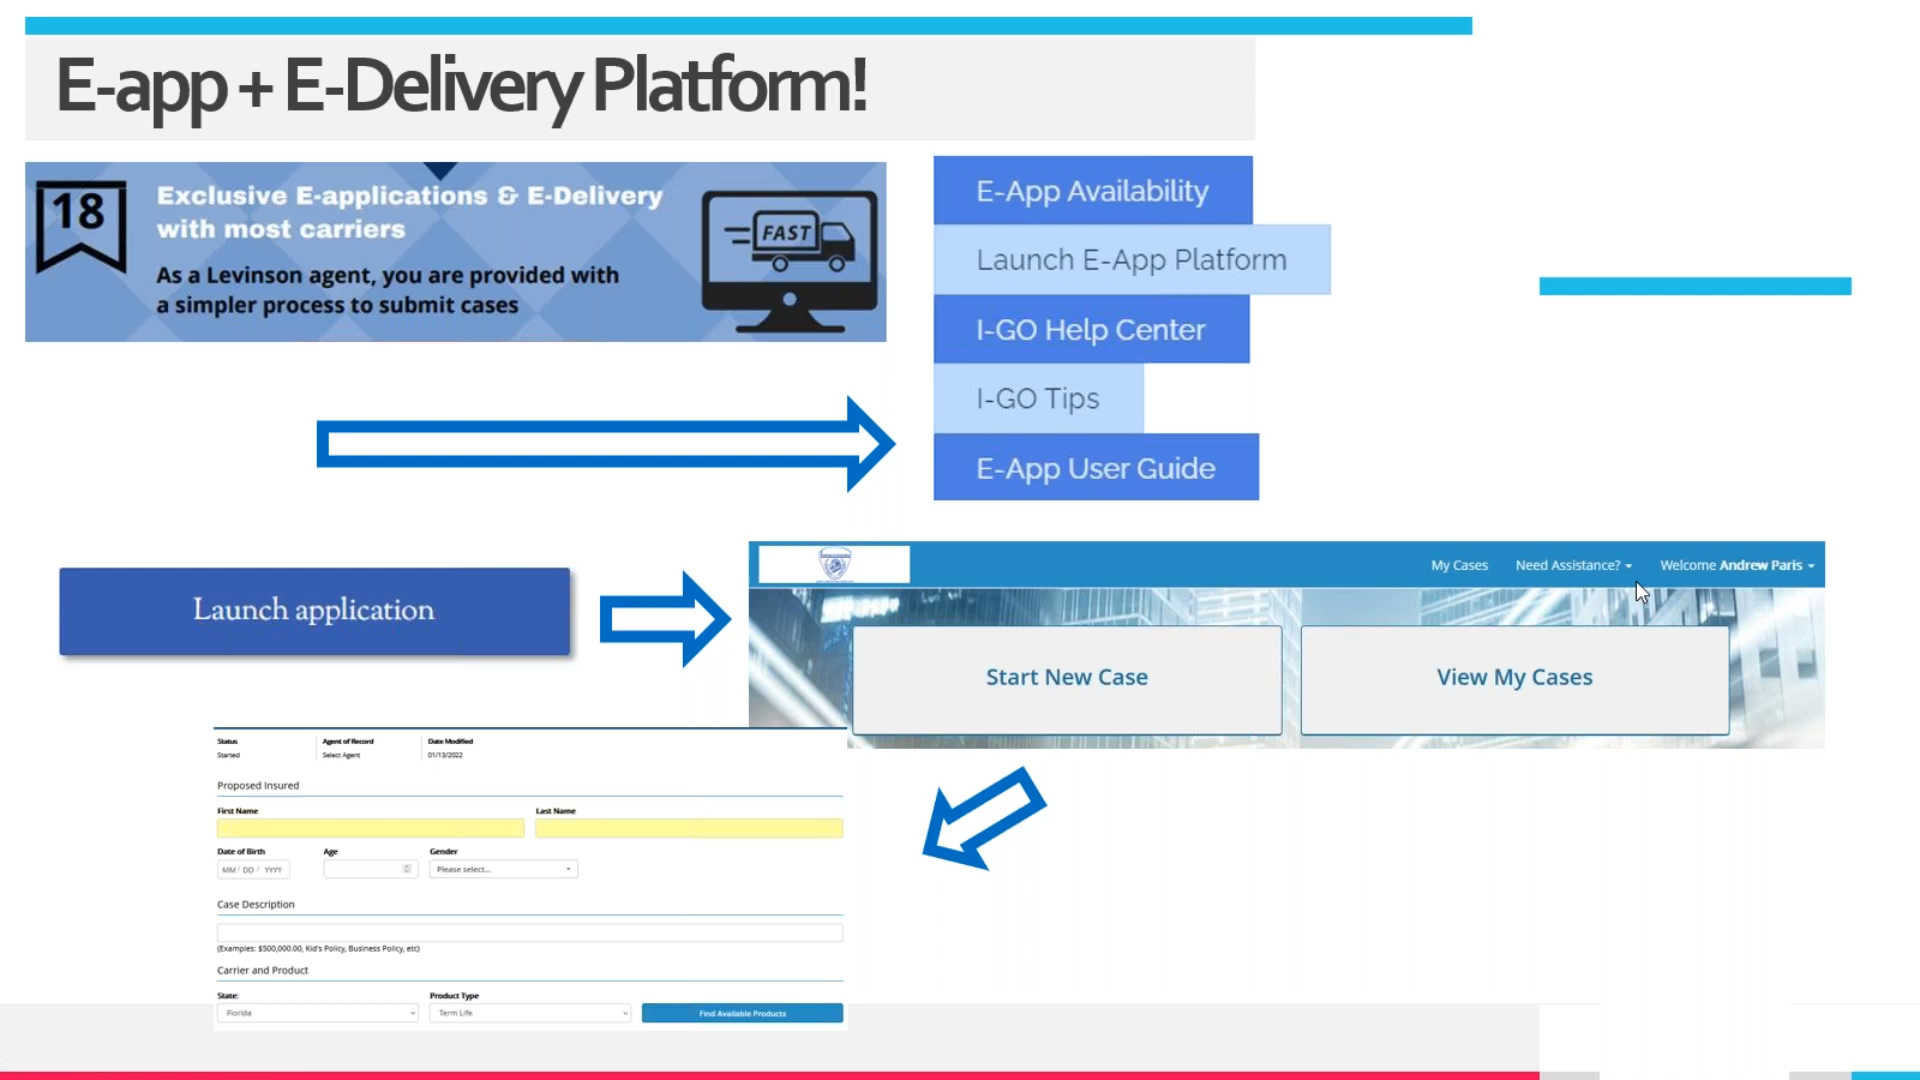 E-app + E-Delivery Platform!
18
Exclusive E-applications & E-Delivery
with most carriers
As a Levinson agent, you are provided with
a simpler process to submit cases
FAST
E-App Availability
Launch E-App Platform
I-GO Help Center
I-GO Tips
E-App User Guide
Launch application
My Cases Need Assistance? Welcome Andrew Paris
Start New Case View My Cases
Status Agent of Record Date Modified
Started Select Agent 01/13/2022
Proposed Insured
First Name Last Name
Date of Birth Age Gender
MM / DD / YYYY Please select...
Case Description
(Examples: $500,000.00, Kid's Policy, Business Policy, etc)
Carrier and Product
State: Product Type
Florida Term Life Find Available Products